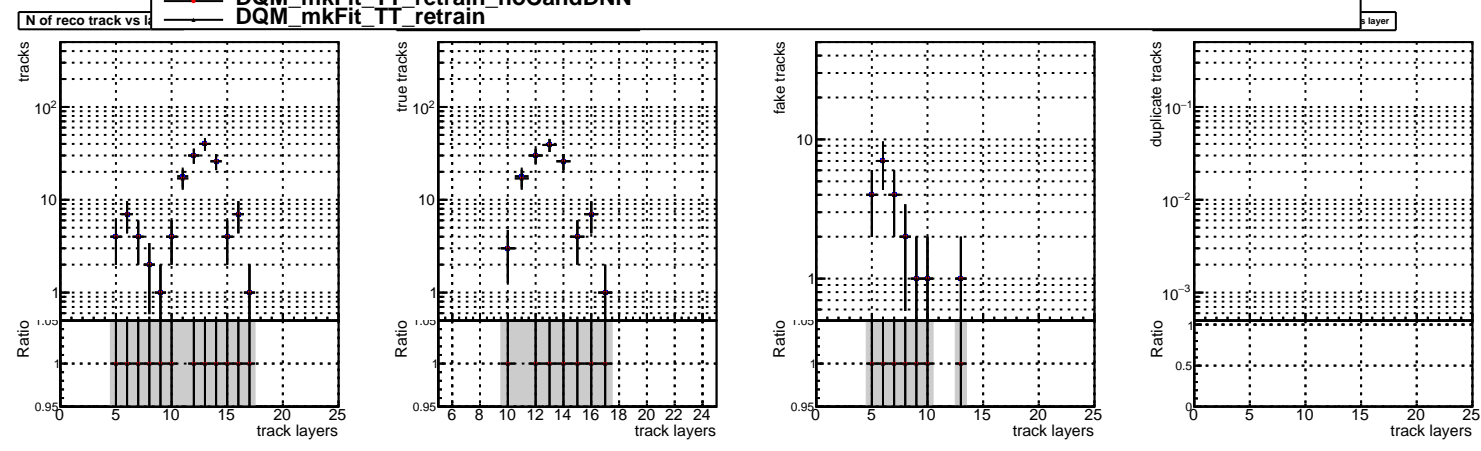 DQM_mkFit_TT_retrain
N of reco track vs la
s layer
tracks
10²
10
1
1.05
Ratio
1
0.95
0 5 10 15 20 25
track layers
true tracks
10²
10
1
1.05
Ratio
1
0.95
6 8 10 12 14 16 18 20 22 24
track layers
fake tracks
10
1
1.05
Ratio
1
0.95
0 5 10 15 20 25
track layers
duplicate tracks
10⁻¹
10⁻²
10⁻³
Ratio
1
0.5
0
0 5 10 15 20 25
track layers